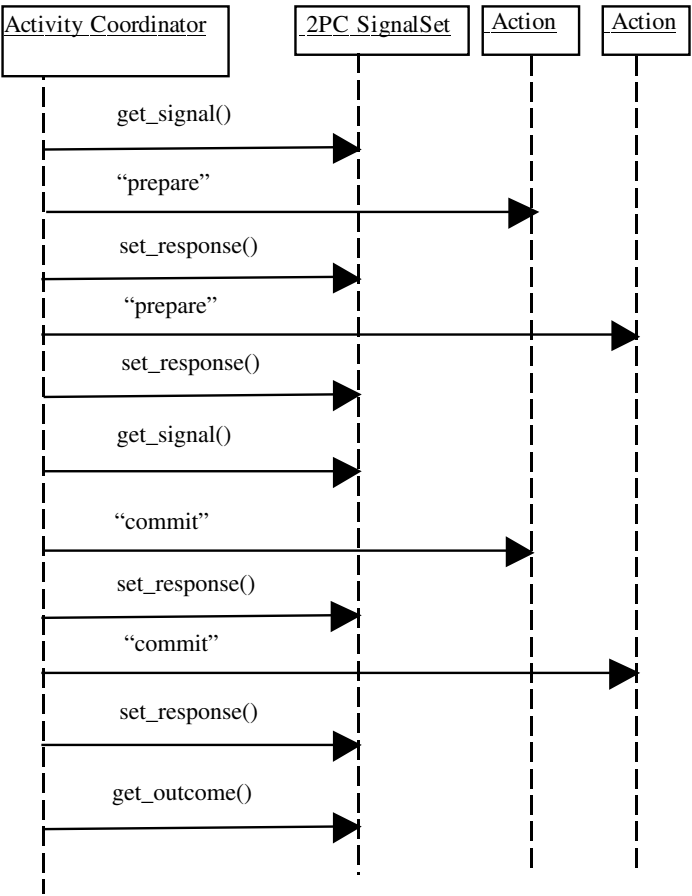 Activity Coordinator
2PC SignalSet
Action
Action
get_signal()
“prepare”
set_response()
“prepare”
set_response()
get_signal()
“commit”
set_response()
“commit”
set_response()
get_outcome()